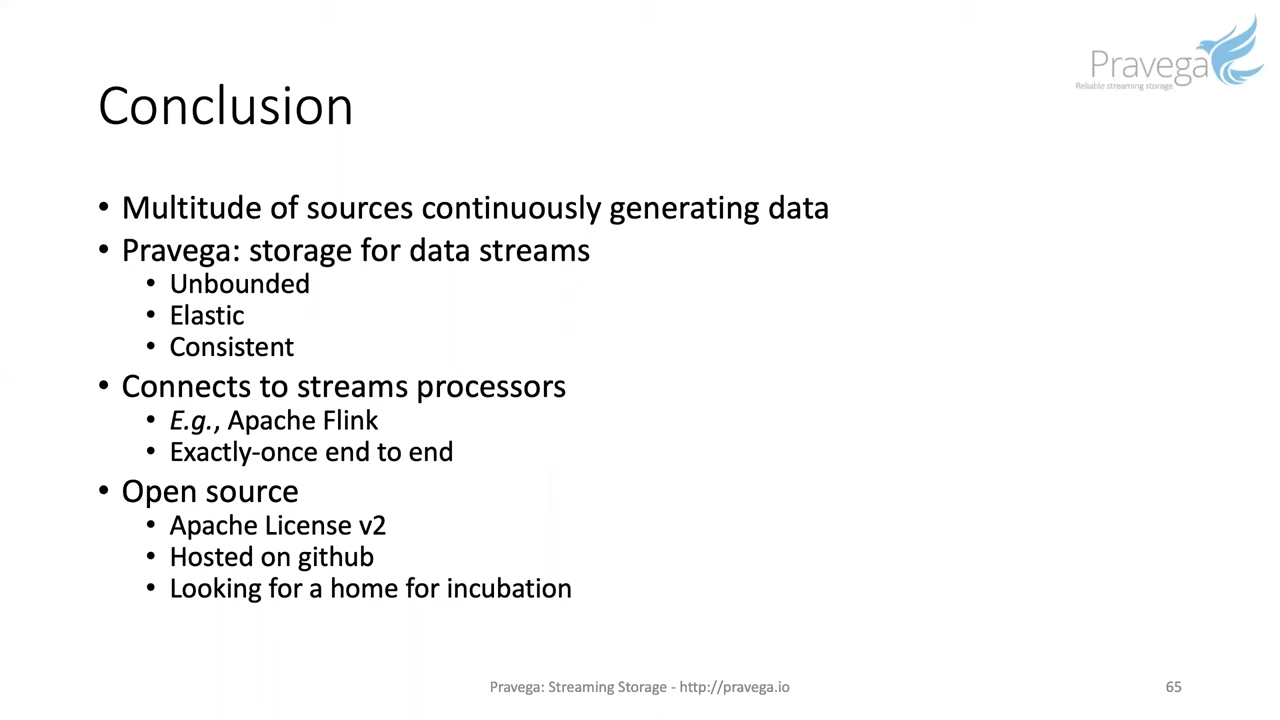 Pravega
Reliable streaming storage
Conclusion
• Multitude of sources continuously generating data
• Pravega: storage for data streams
• Unbounded
• Elastic
• Consistent
• Connects to streams processors
• E.g., Apache Flink
• Exactly-once end to end
• Open source
• Apache License v2
• Hosted on github
• Looking for a home for incubation
Pravega: Streaming Storage - http://pravega.io
65